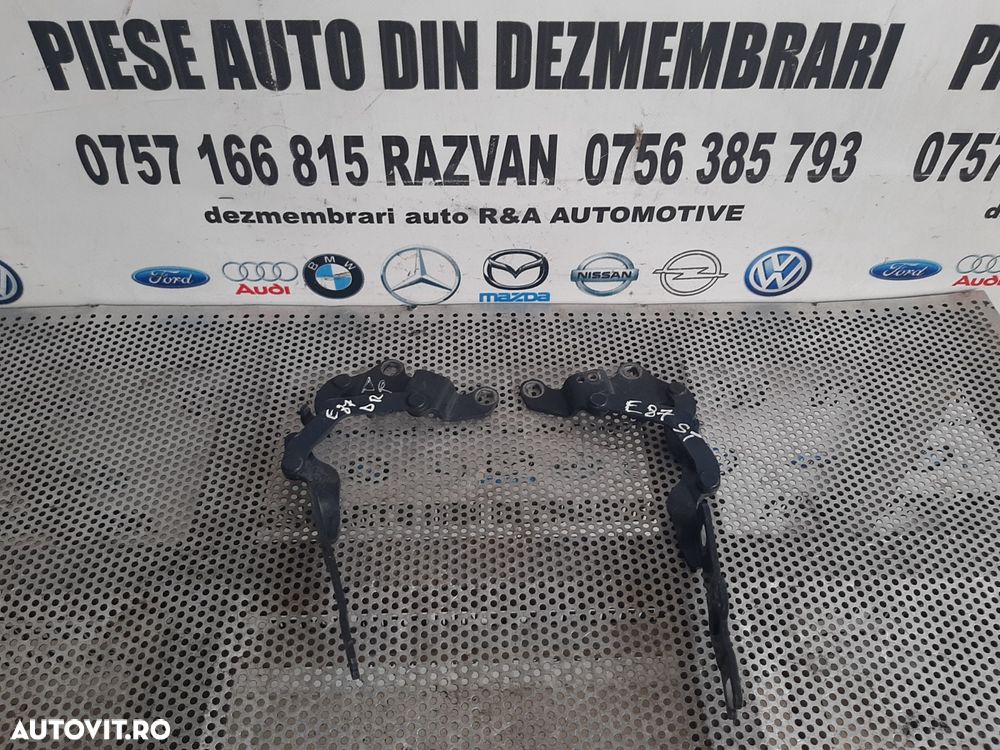 PIESE AUTO DIN DEZMEMBRARI
0757 166 815 RAZVAN 0756 385 793
0757
dezmembrari auto R&A AUTOMOTIVE
Ford
Audi
BMW
mazda
NISSAN
Ford
Audi
E87
DR
E87
ST
AUTOVIT.RO